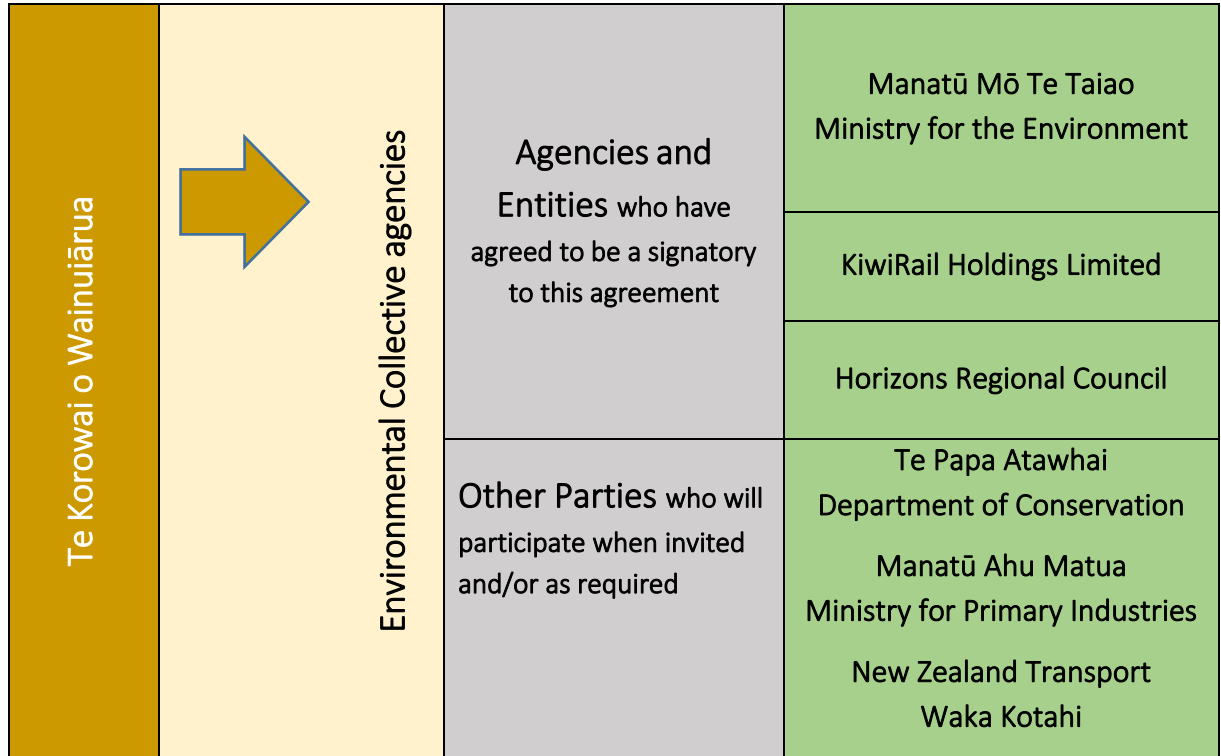 Te Korowai o Wainuiārua
Environmental Collective agencies
Agencies and
Entities who have
agreed to be a signatory
to this agreement
Manatū Mō Te Taiao
Ministry for the Environment
KiwiRail Holdings Limited
Horizons Regional Council
Other Parties who will
participate when invited
and/or as required
Te Papa Atawhai
Department of Conservation
Manatū Ahu Matua
Ministry for Primary Industries
New Zealand Transport
Waka Kotahi